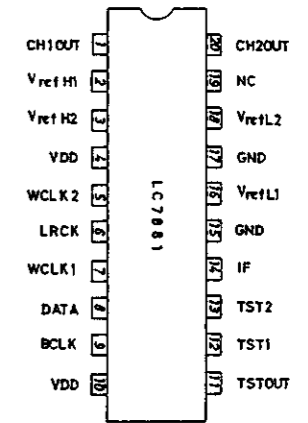 CH1OUT 1 20 CH2OUT
VrefH1 2 19 NC
VrefH2 3 18 VrefL2
VDD 4 17 GND
WCLK2 5 16 VrefL1
LRCK 6 15 GND
WCLK1 7 14 IF
DATA 8 13 TST2
BCLK 9 12 TST1
VDD 10 11 TSTOUT
LC7881